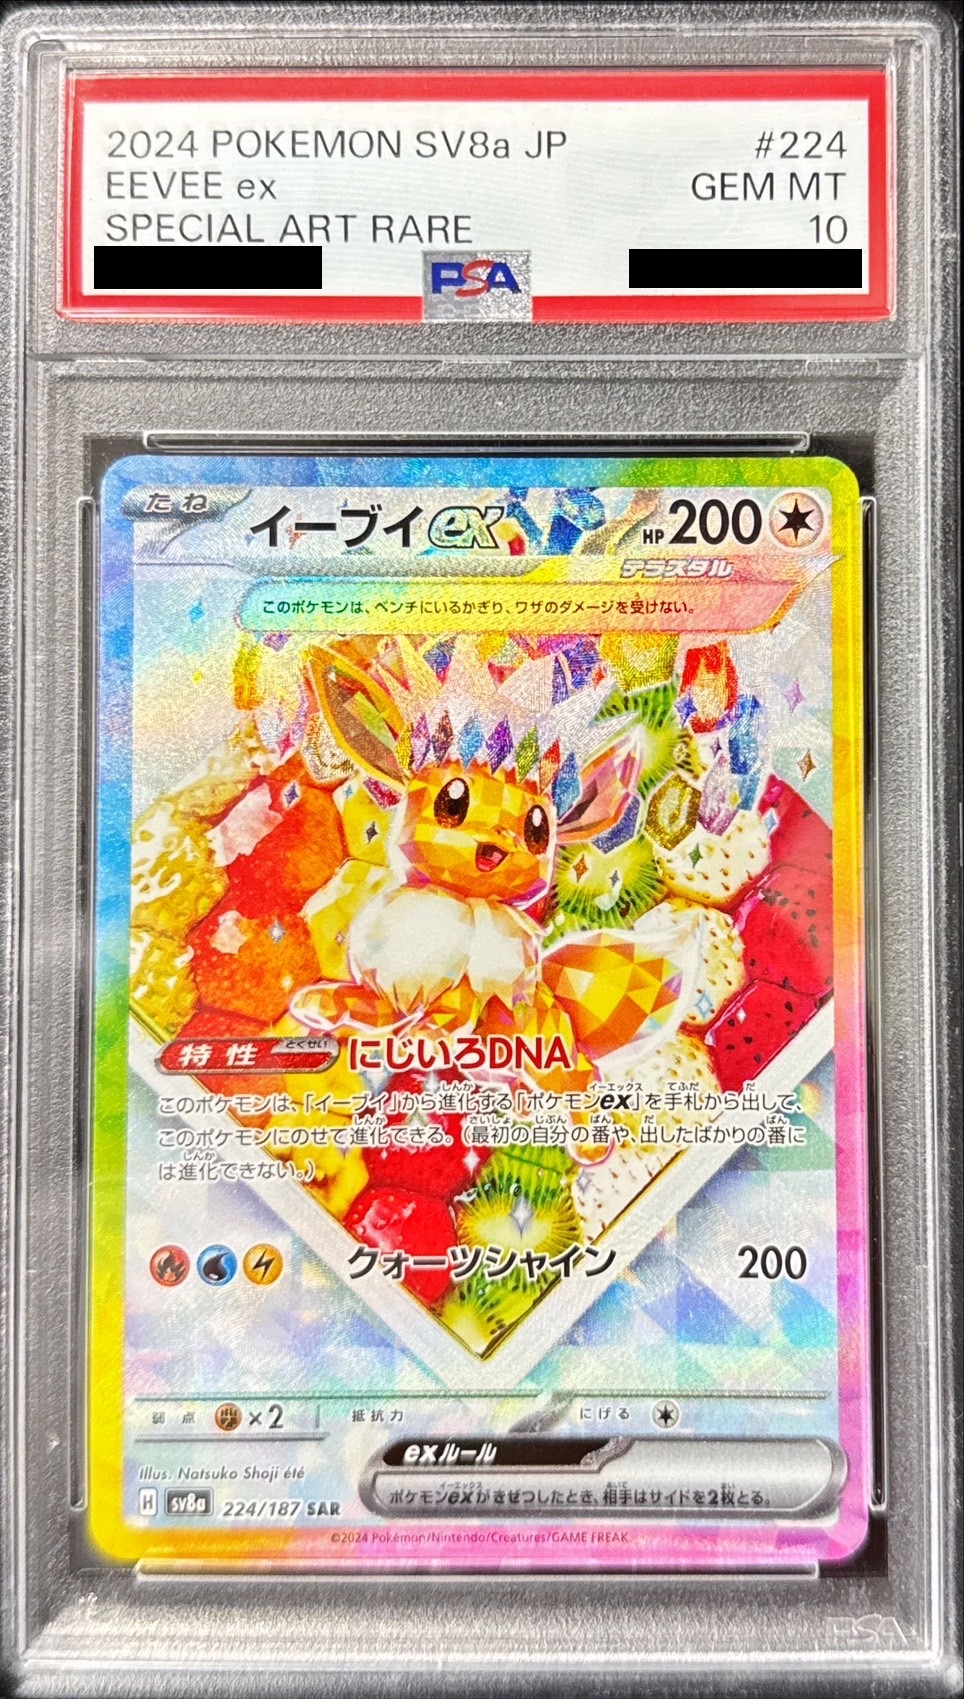 2024 POKEMON SV8a JP #224
EEVEE ex GEM MT
SPECIAL ART RARE 10
PSA
たね イーブイex HP 200
テラスタル
このポケモンは、ベンチにいるかぎり、ワザのダメージを受けない。
特性 とくせい にじいろDNA
このポケモンは、「イーブイ」から進化する「ポケモンex」を手札から出して、
このポケモンにのせて進化できる。（最初の自分の番や、出したばかりの番に
は進化できない。）
クォーツシャイン 200
弱点 ×2 抵抗力 にげる
exルール
ポケモンexがきぜつしたとき、相手はサイドを2枚とる。
Illus. Natsuko Shoji été
H sv8a 224/187 SAR
©2024 Pokémon/Nintendo/Creatures/GAME FREAK.
PSA